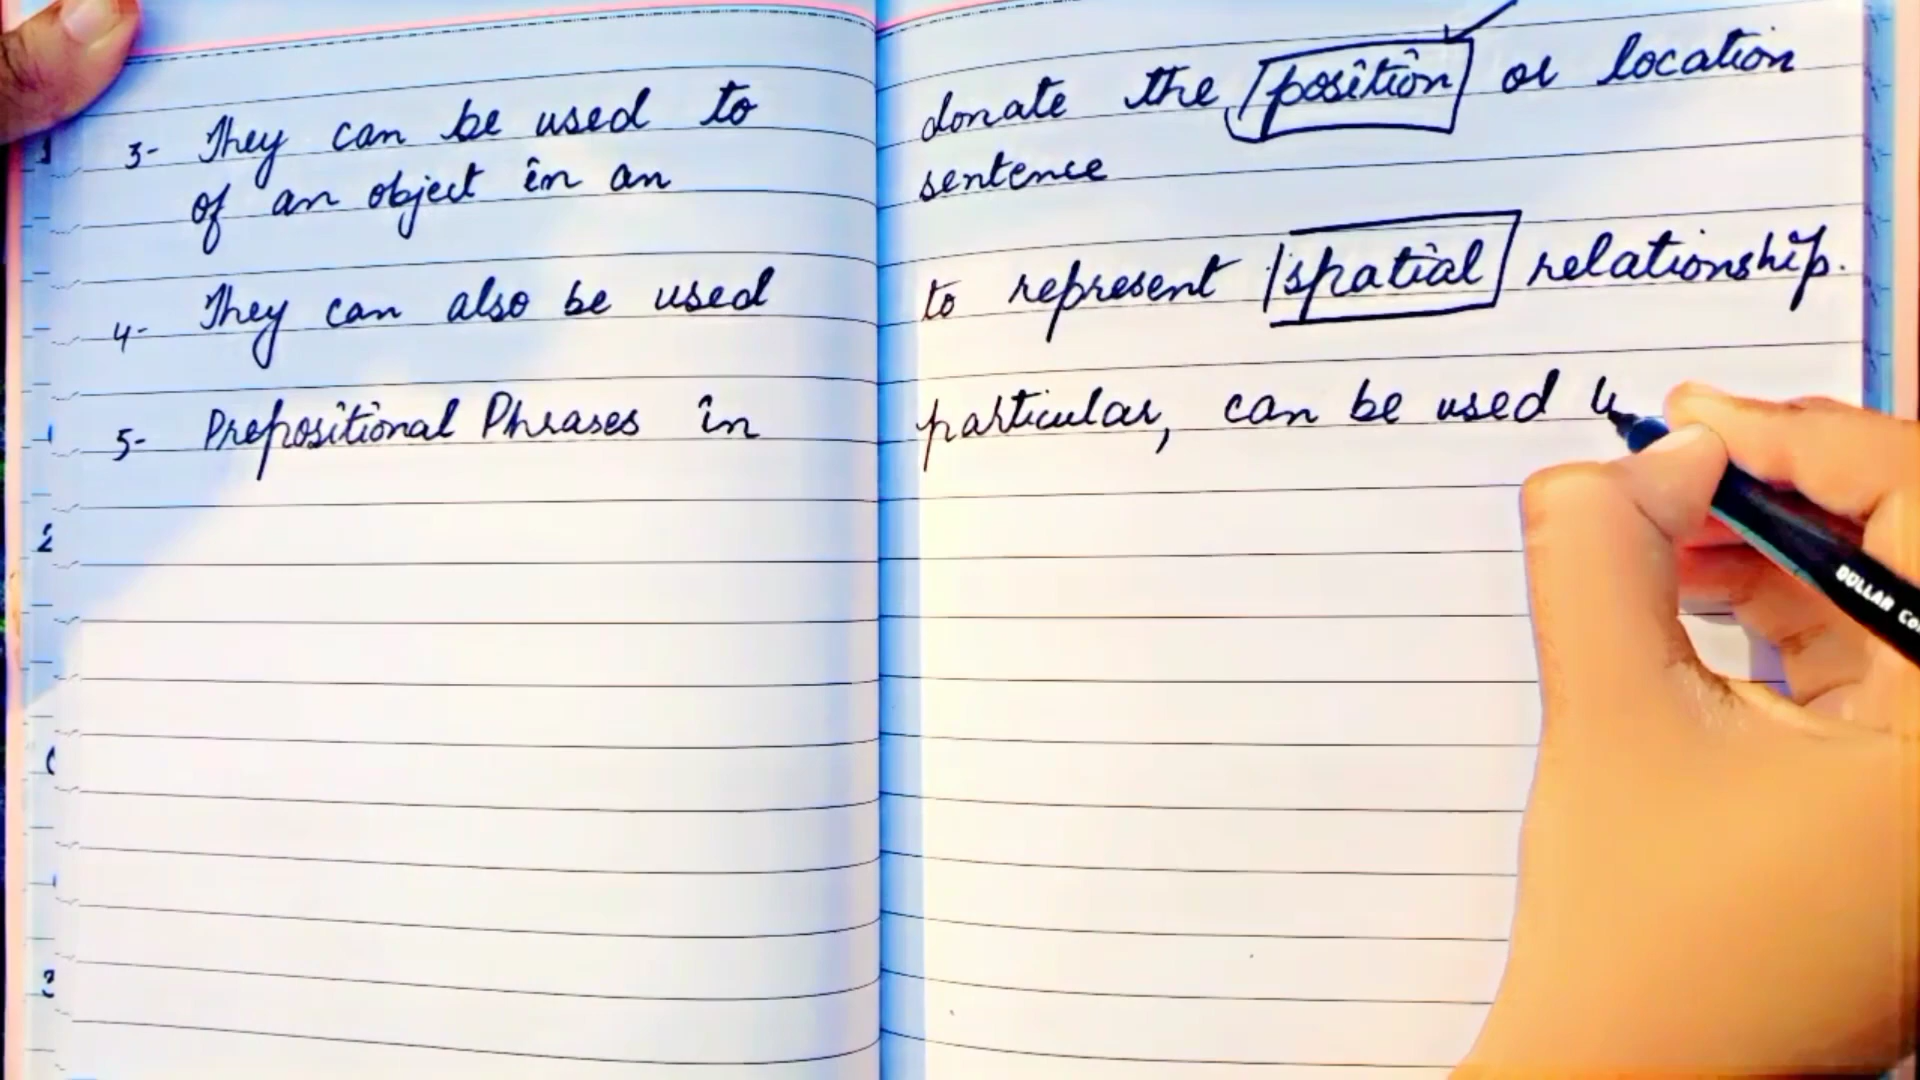 3- They can be used to donate the position or location
of an object in an sentence
4- They can also be used to represent spatial relationship.
5- Prepositional Phrases in particular, can be used
DOLLAR